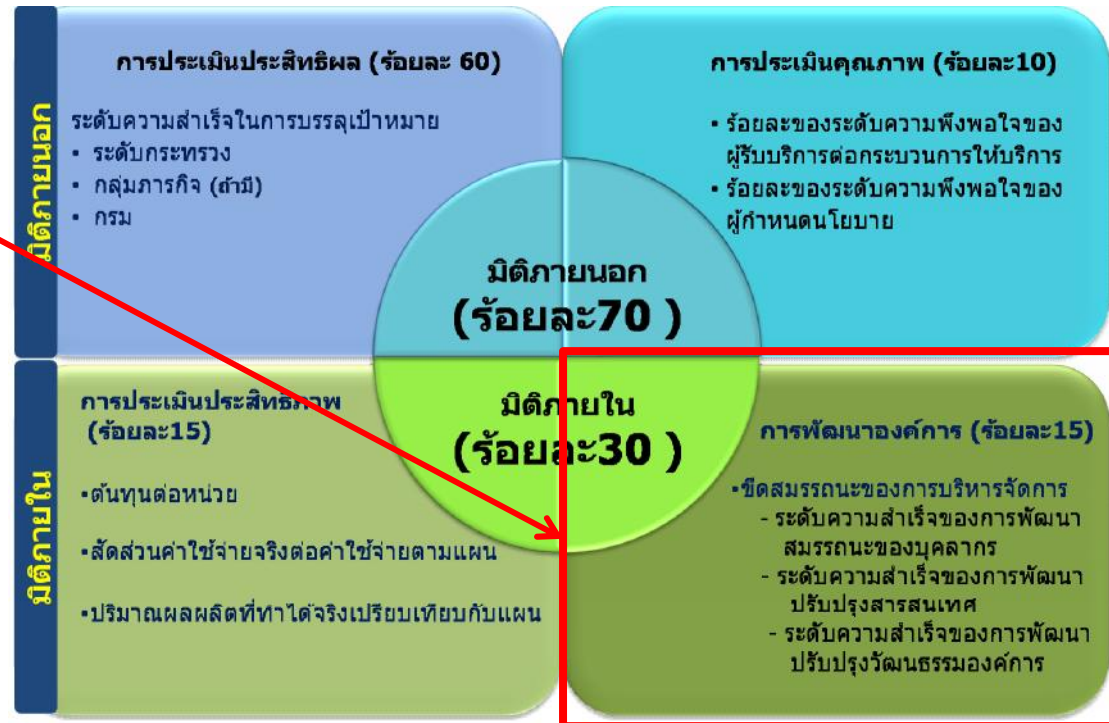 มิติภายนอก
การประเมินประสิทธิผล (ร้อยละ 60)
ระดับความสำเร็จในการบรรลุเป้าหมาย
▪ ระดับกระทรวง
▪ กลุ่มภารกิจ (ถ้ามี)
▪ กรม
การประเมินคุณภาพ (ร้อยละ10)
▪ ร้อยละของระดับความพึงพอใจของ
ผู้รับบริการต่อกระบวนการให้บริการ
▪ ร้อยละของระดับความพึงพอใจของ
ผู้กำหนดนโยบาย
มิติภายนอก
(ร้อยละ70 )
มิติภายใน
(ร้อยละ30 )
มิติภายใน
การประเมินประสิทธิภาพ
(ร้อยละ15)
▪ต้นทุนต่อหน่วย
▪สัดส่วนค่าใช้จ่ายจริงต่อค่าใช้จ่ายตามแผน
▪ปริมาณผลผลิตที่ทำได้จริงเปรียบเทียบกับแผน
การพัฒนาองค์การ (ร้อยละ15)
▪ขีดสมรรถนะของการบริหารจัดการ
- ระดับความสำเร็จของการพัฒนา
สมรรถนะของบุคลากร
- ระดับความสำเร็จของการพัฒนา
ปรับปรุงสารสนเทศ
- ระดับความสำเร็จของการพัฒนา
ปรับปรุงวัฒนธรรมองค์การ